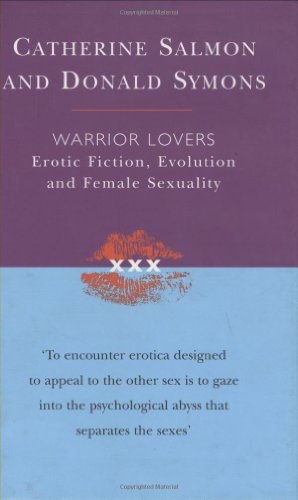 CATHERINE SALMON
AND DONALD SYMONS
WARRIOR LOVERS
Erotic Fiction, Evolution
and Female Sexuality
xxx
‘To encounter erotica designed
to appeal to the other sex is to gaze
into the psychological abyss that
separates the sexes’